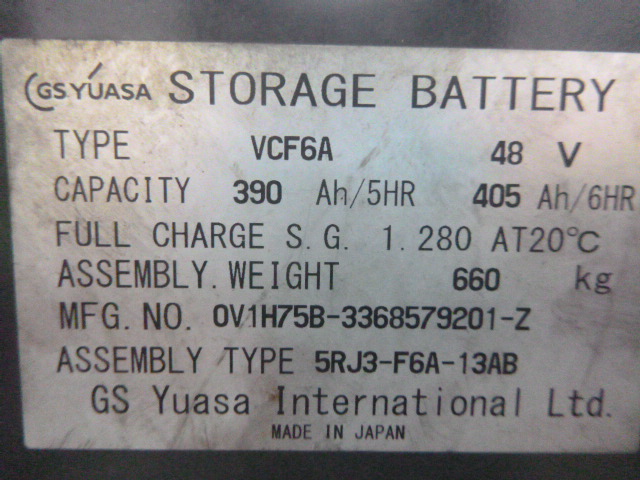 GS YUASA STORAGE BATTERY
TYPE VCF6A 48 V
CAPACITY 390 Ah/5HR 405 Ah/6HR
FULL CHARGE S.G. 1.280 AT20℃
ASSEMBLY.WEIGHT 660 kg
MFG.NO. 0V1H75B-3368579201-Z
ASSEMBLY TYPE 5RJ3-F6A-13AB
GS Yuasa International Ltd.
MADE IN JAPAN